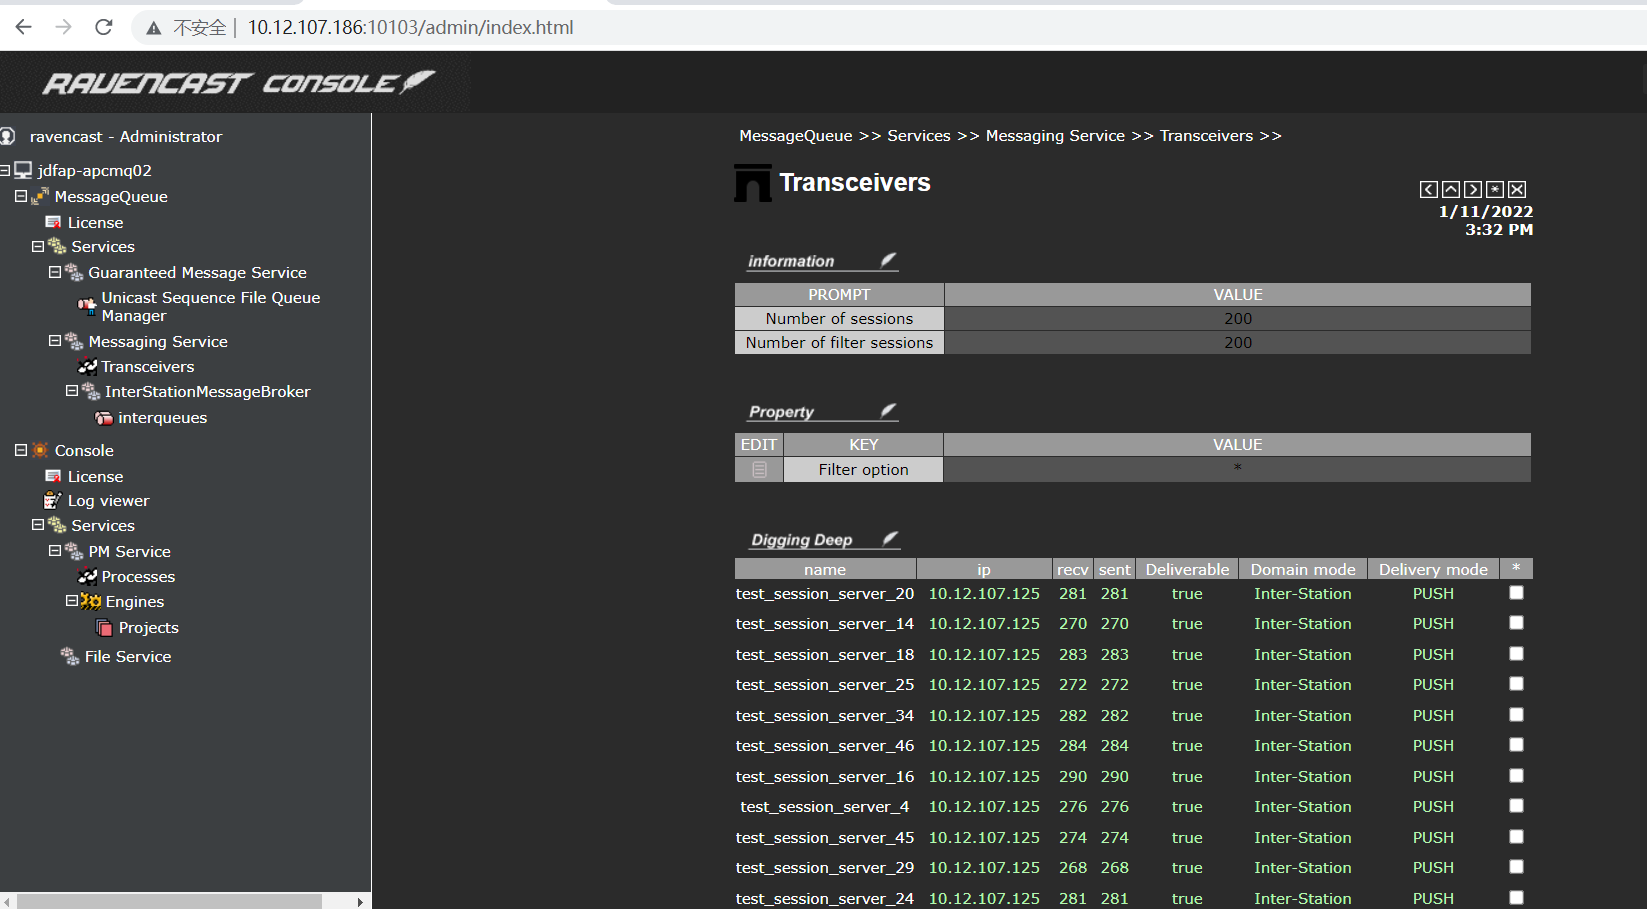 不安全 | 10.12.107.186:10103/admin/index.html
RAVENCAST CONSOLE
ravencast - Administrator
jdfap-apcmq02
MessageQueue
License
Services
Guaranteed Message Service
Unicast Sequence File Queue
Manager
Messaging Service
Transceivers
InterStationMessageBroker
interqueues
Console
License
Log viewer
Services
PM Service
Processes
Engines
Projects
File Service
MessageQueue >> Services >> Messaging Service >> Transceivers >>
Transceivers
1/11/2022
3:32 PM
information
PROMPT VALUE
Number of sessions 200
Number of filter sessions 200
Property
EDIT KEY VALUE
Filter option *
Digging Deep
name ip recv sent Deliverable Domain mode Delivery mode *
test_session_server_20 10.12.107.125 281 281 true Inter-Station PUSH
test_session_server_14 10.12.107.125 270 270 true Inter-Station PUSH
test_session_server_18 10.12.107.125 283 283 true Inter-Station PUSH
test_session_server_25 10.12.107.125 272 272 true Inter-Station PUSH
test_session_server_34 10.12.107.125 282 282 true Inter-Station PUSH
test_session_server_46 10.12.107.125 284 284 true Inter-Station PUSH
test_session_server_16 10.12.107.125 290 290 true Inter-Station PUSH
test_session_server_4 10.12.107.125 276 276 true Inter-Station PUSH
test_session_server_45 10.12.107.125 274 274 true Inter-Station PUSH
test_session_server_29 10.12.107.125 268 268 true Inter-Station PUSH
test_session_server_24 10.12.107.125 281 281 true Inter-Station PUSH